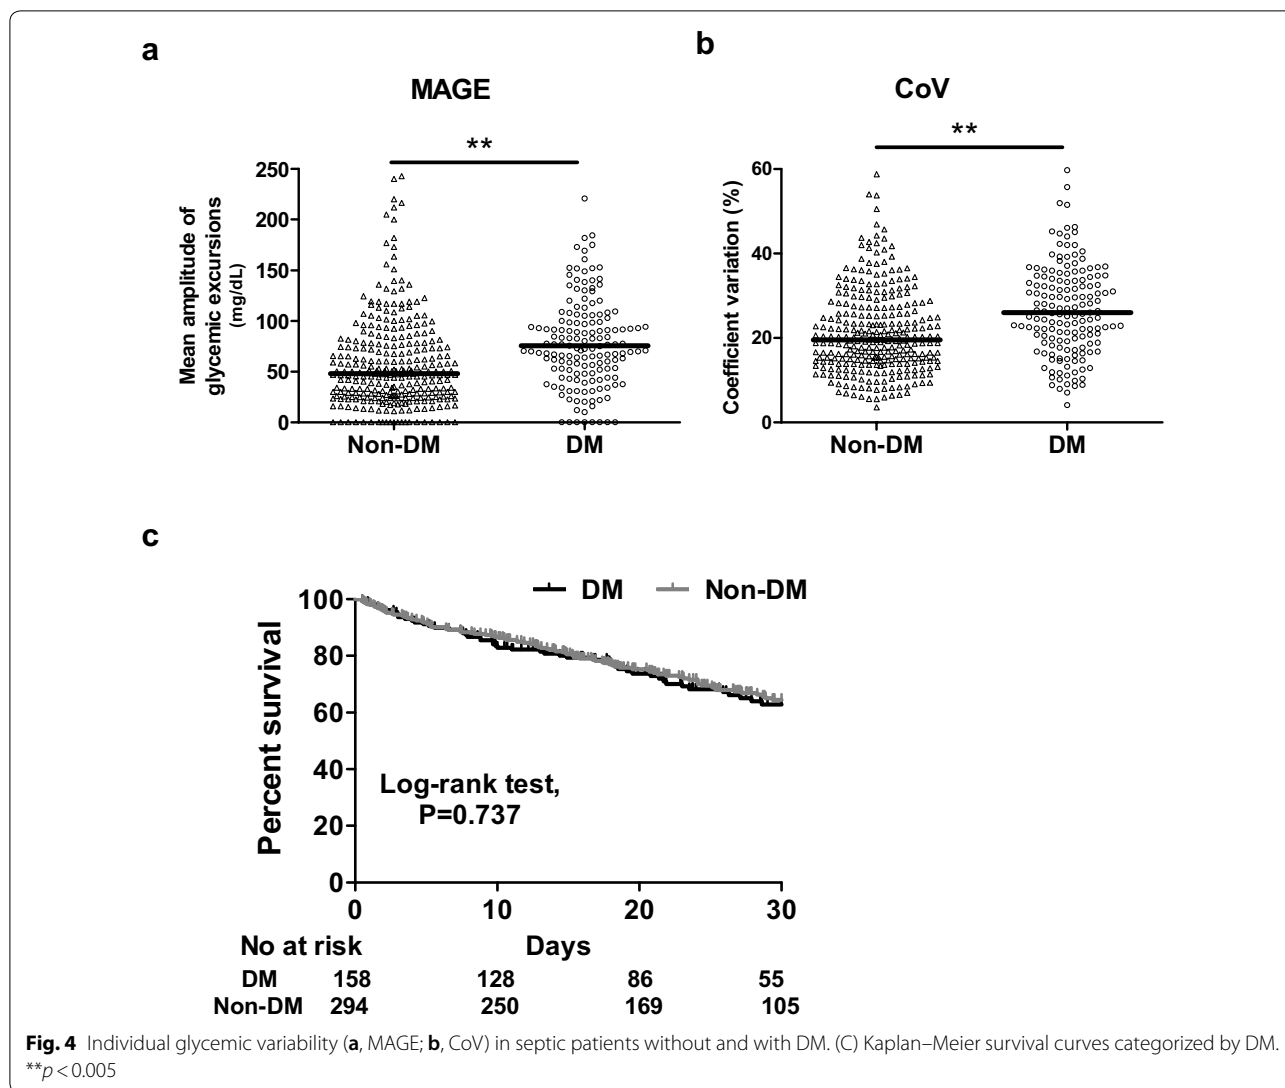 a
MAGE
**
Mean amplitude of
glycemic excursions
(mg/dL)
250
200
150
100
50
0
Non-DM
DM
b
CoV
**
Coefficient variation (%)
60
40
20
0
Non-DM
DM
c
DM
Non-DM
Percent survival
100
80
60
40
20
0
Log-rank test,
P=0.737
0 10 20 30
No at risk Days
DM 158 128 86 55
Non-DM 294 250 169 105
Fig. 4 Individual glycemic variability (a, MAGE; b, CoV) in septic patients without and with DM. (C) Kaplan–Meier survival curves categorized by DM.
**p < 0.005